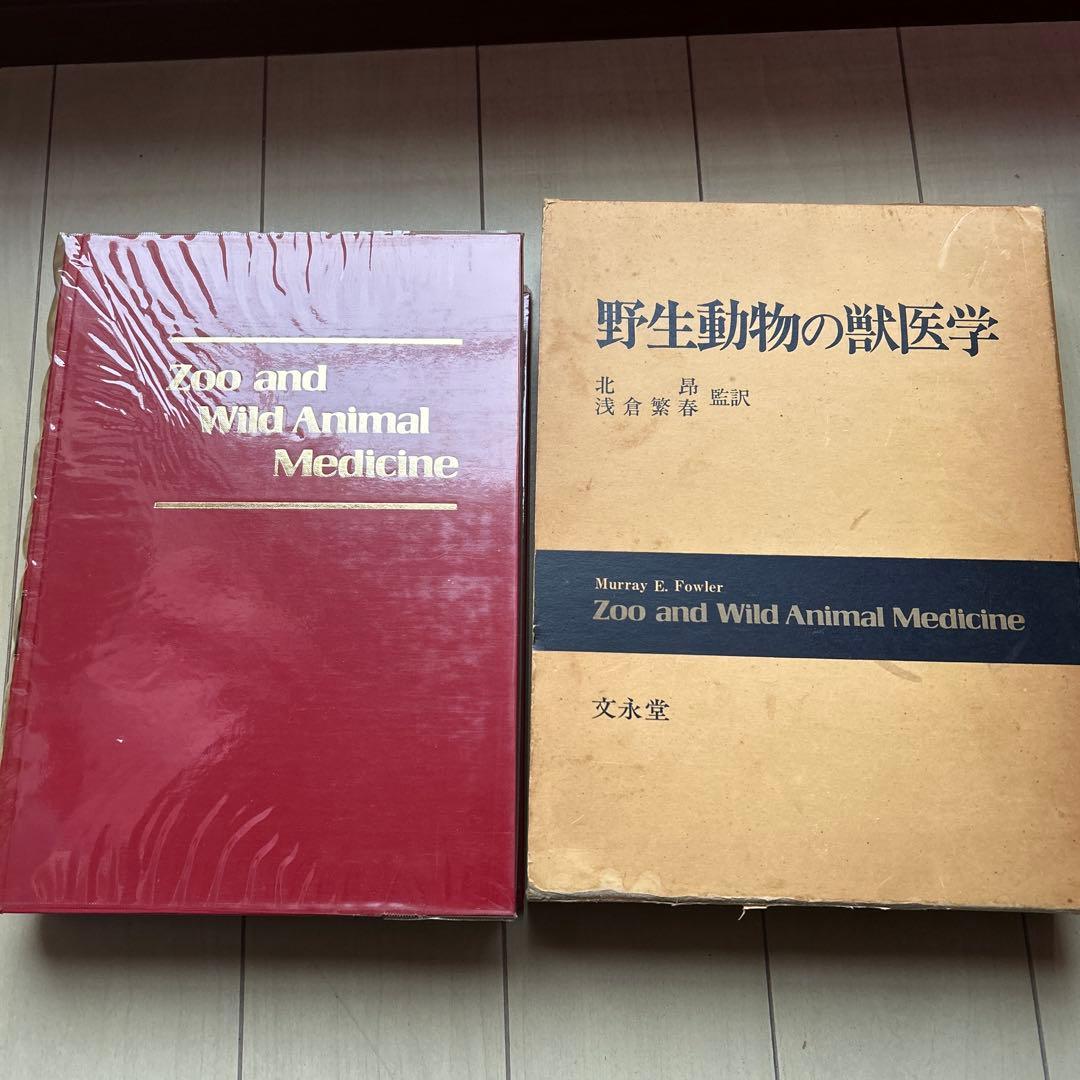 Zoo and
Wild Animal
Medicine
野生動物の獣医学
北 昂
浅倉繁春 監訳
Murray E. Fowler
Zoo and Wild Animal Medicine
文永堂